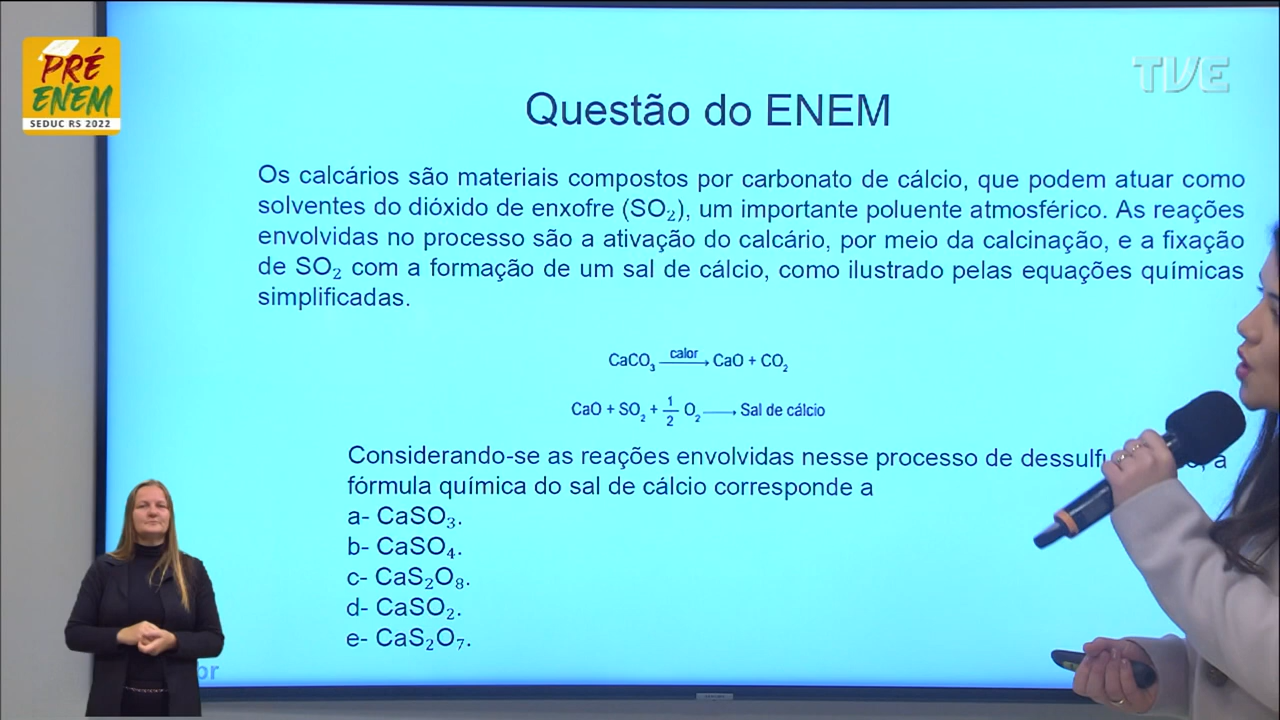 PRÉ
ENEM
SEDUC RS 2022
TVE
Questão do ENEM
Os calcários são materiais compostos por carbonato de cálcio, que podem atuar como
solventes do dióxido de enxofre (SO₂), um importante poluente atmosférico. As reações
envolvidas no processo são a ativação do calcário, por meio da calcinação, e a fixação
de SO₂ com a formação de um sal de cálcio, como ilustrado pelas equações químicas
simplificadas.
CaCO₃ —calor→ CaO + CO₂
CaO + SO₂ + 1/2 O₂ → Sal de cálcio
Considerando-se as reações envolvidas nesse processo de a
fórmula química do sal de cálcio corresponde a
a- CaSO₃.
b- CaSO₄.
c- CaS₂O₈.
d- CaSO₂.
e- CaS₂O₇.
br